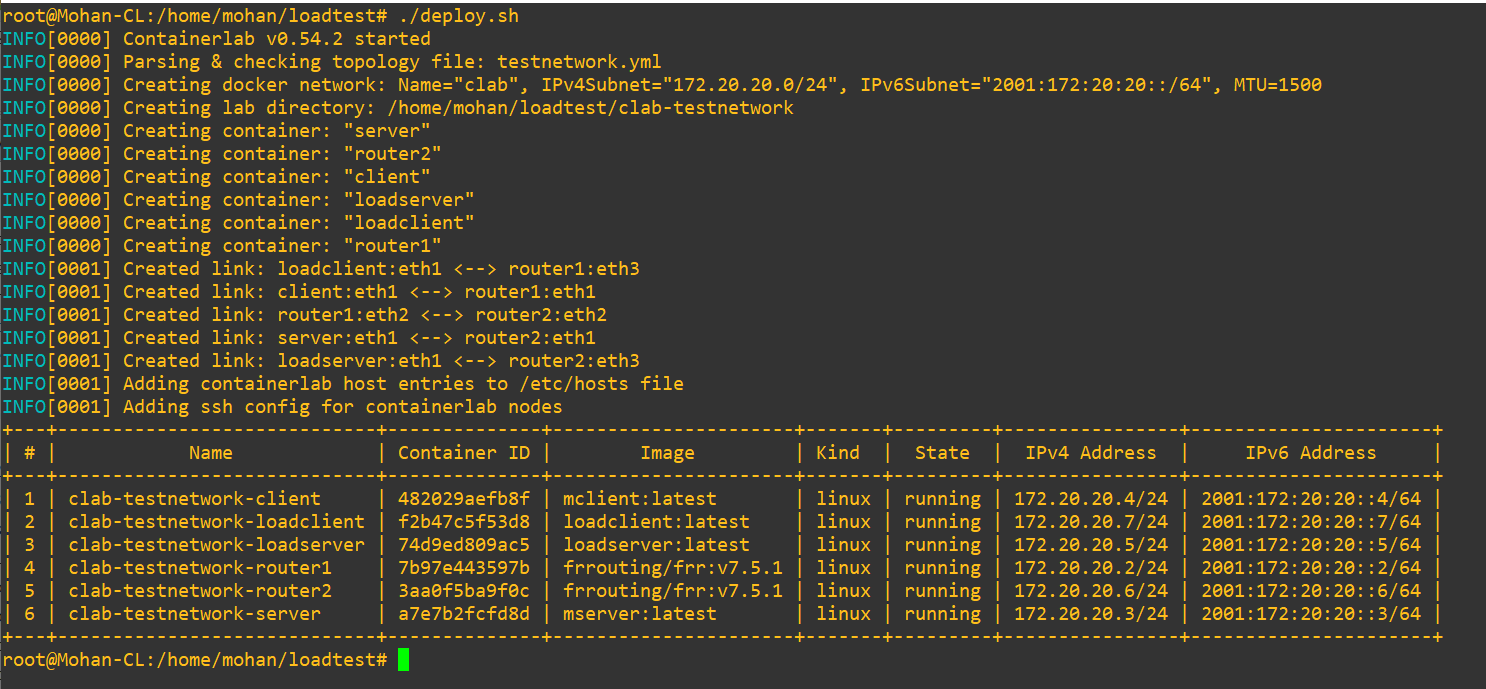 root@Mohan-CL:/home/mohan/loadtest# ./deploy.sh
INFO[0000] Containerlab v0.54.2 started
INFO[0000] Parsing & checking topology file: testnetwork.yml
INFO[0000] Creating docker network: Name="clab", IPv4Subnet="172.20.20.0/24", IPv6Subnet="2001:172:20:20::/64", MTU=1500
INFO[0000] Creating lab directory: /home/mohan/loadtest/clab-testnetwork
INFO[0000] Creating container: "server"
INFO[0000] Creating container: "router2"
INFO[0000] Creating container: "client"
INFO[0000] Creating container: "loadserver"
INFO[0000] Creating container: "loadclient"
INFO[0000] Creating container: "router1"
INFO[0001] Created link: loadclient:eth1 <--> router1:eth3
INFO[0001] Created link: client:eth1 <--> router1:eth1
INFO[0001] Created link: router1:eth2 <--> router2:eth2
INFO[0001] Created link: server:eth1 <--> router2:eth1
INFO[0001] Created link: loadserver:eth1 <--> router2:eth3
INFO[0001] Adding containerlab host entries to /etc/hosts file
INFO[0001] Adding ssh config for containerlab nodes
+---+-----------------------------+--------------+----------------------+-------+---------+----------------+----------------------+
| # |            Name             | Container ID |        Image         | Kind  |  State  |  IPv4 Address  |     IPv6 Address     |
+---+-----------------------------+--------------+----------------------+-------+---------+----------------+----------------------+
| 1 | clab-testnetwork-client     | 482029aefb8f | mclient:latest       | linux | running | 172.20.20.4/24 | 2001:172:20:20::4/64 |
| 2 | clab-testnetwork-loadclient | f2b47c5f53d8 | loadclient:latest    | linux | running | 172.20.20.7/24 | 2001:172:20:20::7/64 |
| 3 | clab-testnetwork-loadserver | 74d9ed809ac5 | loadserver:latest    | linux | running | 172.20.20.5/24 | 2001:172:20:20::5/64 |
| 4 | clab-testnetwork-router1    | 7b97e443597b | frrouting/frr:v7.5.1 | linux | running | 172.20.20.2/24 | 2001:172:20:20::2/64 |
| 5 | clab-testnetwork-router2    | 3aa0f5ba9f0c | frrouting/frr:v7.5.1 | linux | running | 172.20.20.6/24 | 2001:172:20:20::6/64 |
| 6 | clab-testnetwork-server     | a7e7b2fcfd8d | mserver:latest       | linux | running | 172.20.20.3/24 | 2001:172:20:20::3/64 |
+---+-----------------------------+--------------+----------------------+-------+---------+----------------+----------------------+
root@Mohan-CL:/home/mohan/loadtest#